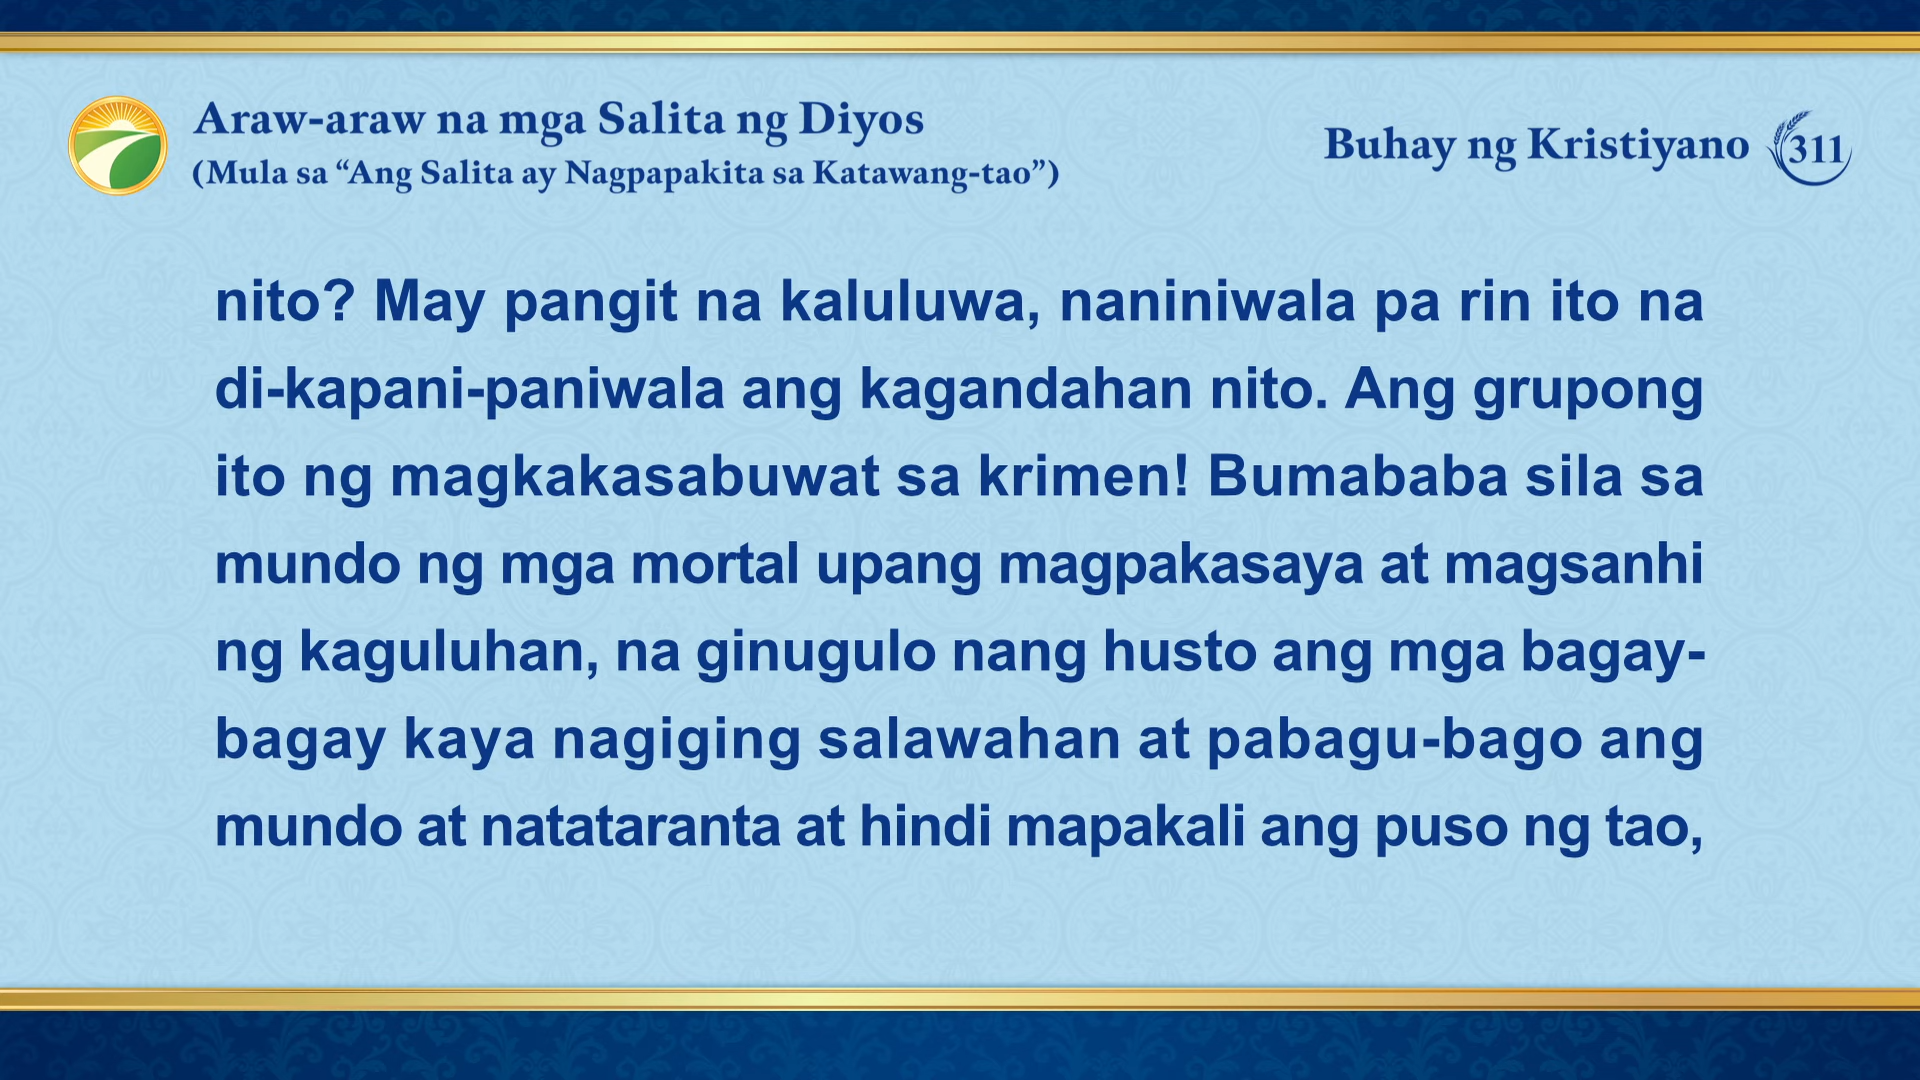 Araw-araw na mga Salita ng Diyos
(Mula sa “Ang Salita ay Nagpapakita sa Katawang-tao”)
Buhay ng Kristiyano 311
nito? May pangit na kaluluwa, naniniwala pa rin ito na
di-kapani-paniwala ang kagandahan nito. Ang grupong
ito ng magkakasabuwat sa krimen! Bumababa sila sa
mundo ng mga mortal upang magpakasaya at magsanhi
ng kaguluhan, na ginugulo nang husto ang mga bagay-
bagay kaya nagiging salawahan at pabagu-bago ang
mundo at natataranta at hindi mapakali ang puso ng tao,